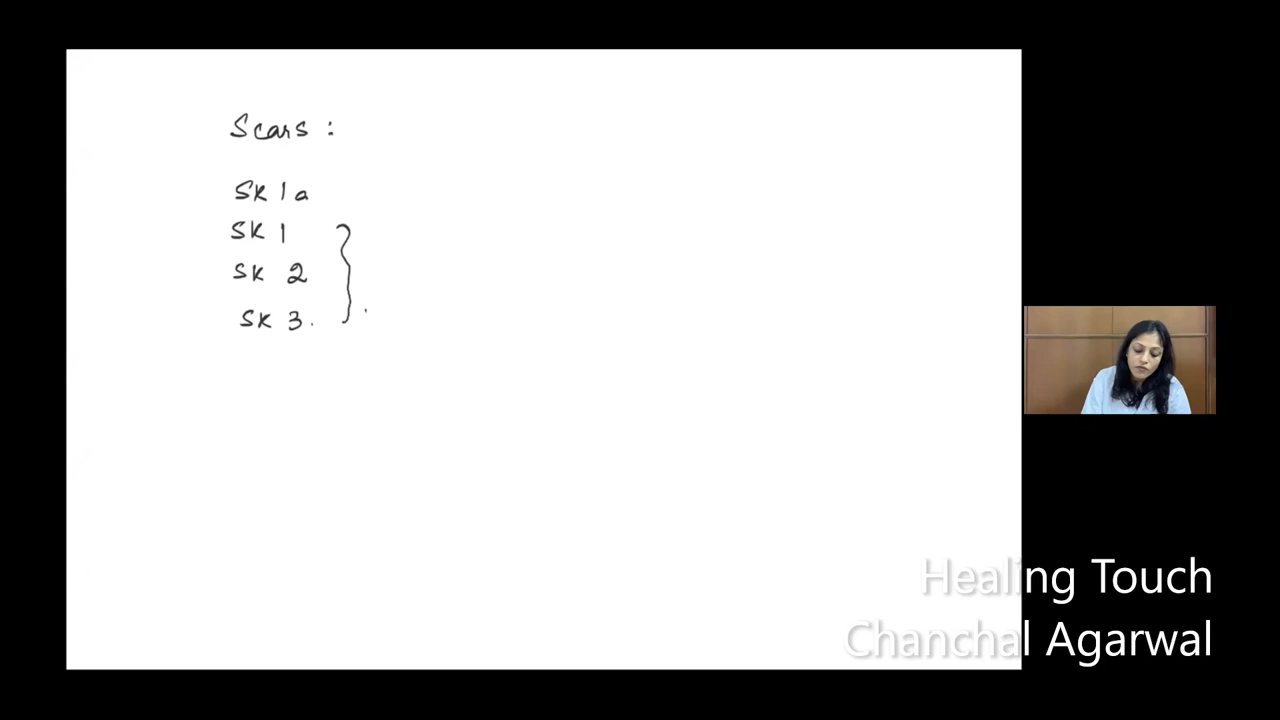 Scars :
SK 1a
SK 1
SK 2
SK 3.
Healing Touch
Chanchal Agarwal